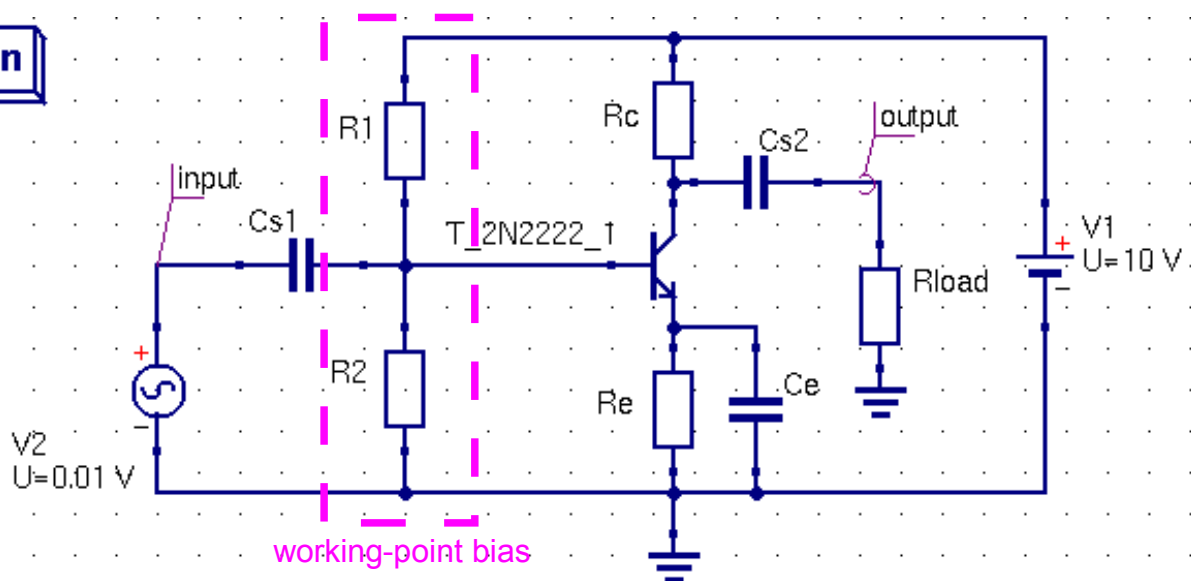 n
R1
Rc
output
Cs2
input
Cs1
T_2N2222_1
V1
+
U=10 V
Rload
−
+
R2
Re
Ce
−
V2
U=0.01 V
working-point bias